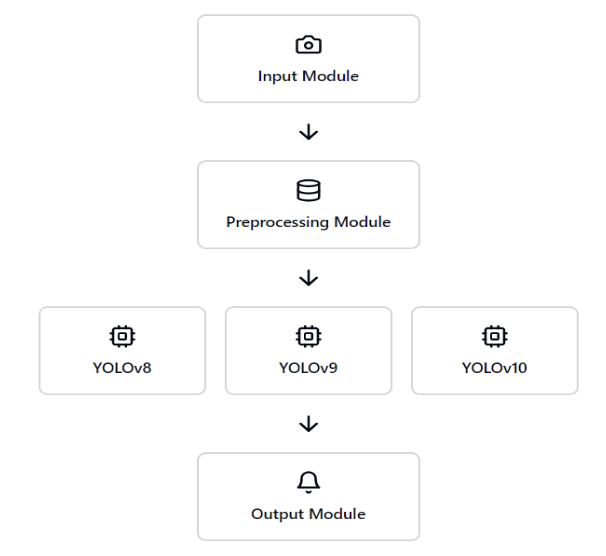 Input Module
Preprocessing Module
YOLOv8
YOLOv9
YOLOv10
Output Module